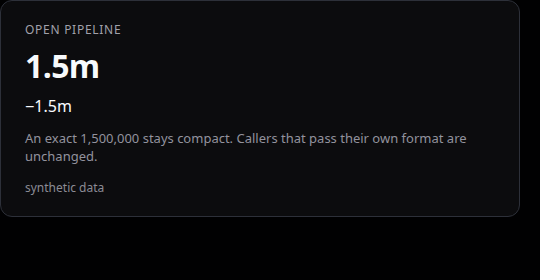 OPEN PIPELINE
1.5m
−1.5m
An exact 1,500,000 stays compact. Callers that pass their own format are
unchanged.
synthetic data